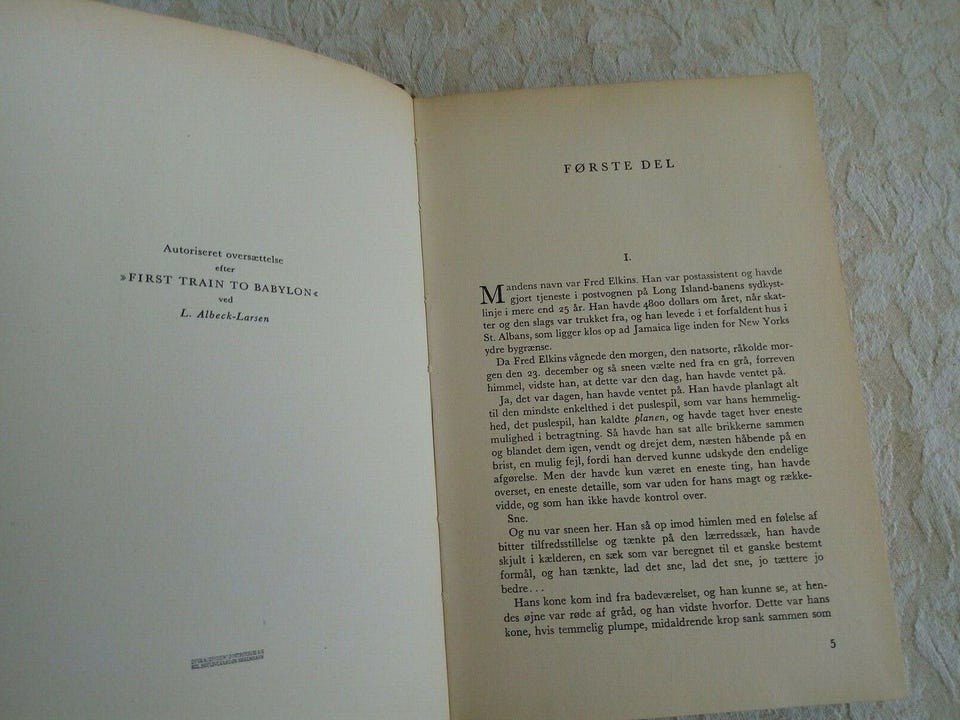 Autoriseret oversættelse
efter
»FIRST TRAIN TO BABYLON«
ved
L. Albeck-Larsen
FØRSTE DEL
I.
Mandens navn var Fred Elkins. Han var postassistent og havde
gjort tjeneste i postvognen på Long Island-banens sydkyst-
linje i mere end 25 år. Han havde 4800 dollars om året, når skat-
ter og den slags var trukket fra, og han levede i et forfaldent hus i
St. Albans, som ligger klos op ad Jamaica lige inden for New Yorks
ydre bygrænse.
Da Fred Elkins vågnede den morgen, den natsorte, råkolde mor-
gen den 23. december og så sneen vælte ned fra en grå, forreven
himmel, vidste han, at dette var den dag, han havde ventet på.
Ja, det var dagen, han havde ventet på. Han havde planlagt alt
til den mindste enkelthed i det puslespil, som var hans hemmelig-
hed, det puslespil, han kaldte planen, og havde taget hver eneste
mulighed i betragtning. Så havde han sat alle brikkerne sammen
og blandet dem igen, vendt og drejet dem, næsten håbende på en
brist, en mulig fejl, fordi han derved kunne udskyde den endelige
afgørelse. Men der havde kun været en eneste ting, han havde
overset, en eneste detaille, som var uden for hans magt og række-
vidde, og som han ikke havde kontrol over.
Sne.
Og nu var sneen her. Han så op imod himlen med en følelse af
bitter tilfredsstillelse og tænkte på den lærredssæk, han havde
skjult i kælderen, en sæk som var beregnet til et ganske bestemt
formål, og han tænkte, lad det sne, lad det sne, jo tættere jo
bedre...
Hans kone kom ind fra badeværelset, og han kunne se, at hen-
des øjne var røde af gråd, og han vidste hvorfor. Dette var hans
kone, hvis temmelig plumpe, midaldrende krop sank sammen som
5